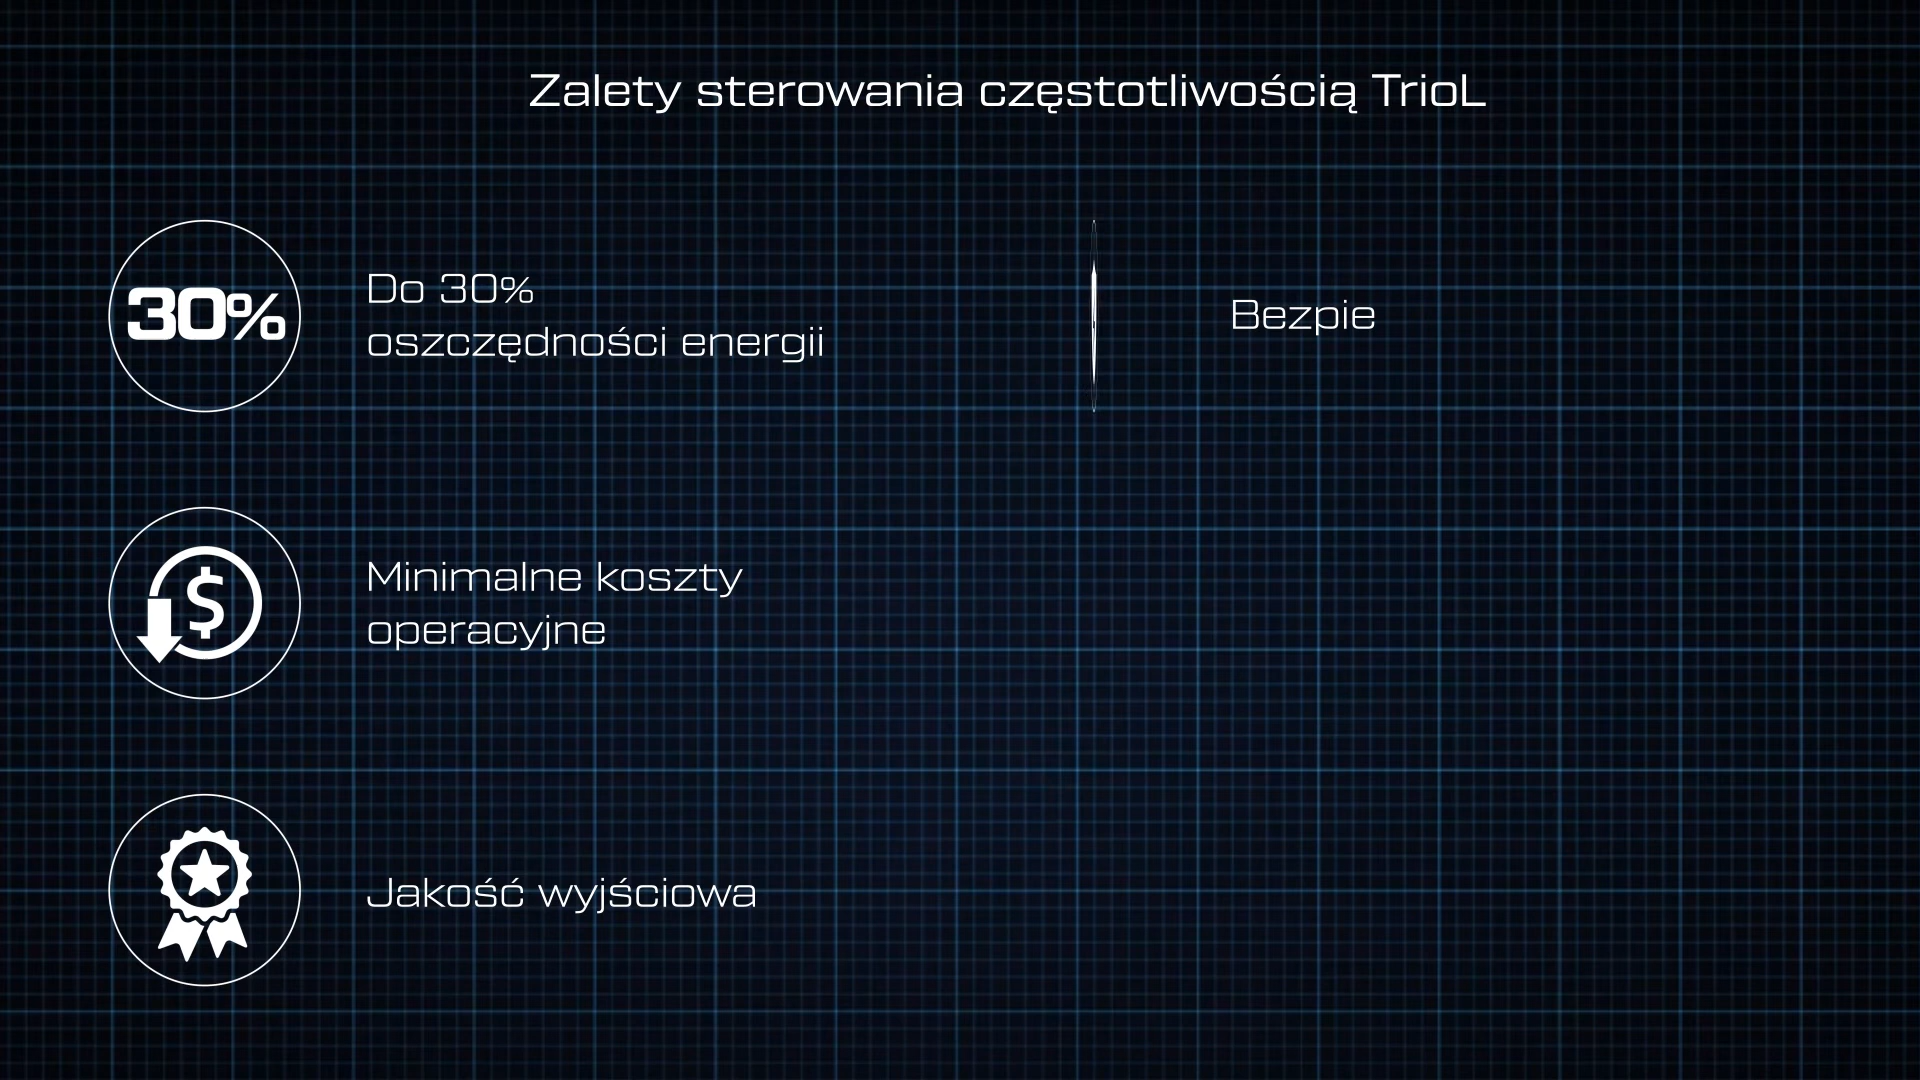 Zalety sterowania częstotliwością TrioL
30%
Do 30%
oszczędności energii
Bezpie
$
Minimalne koszty
operacyjne
Jakość wyjściowa